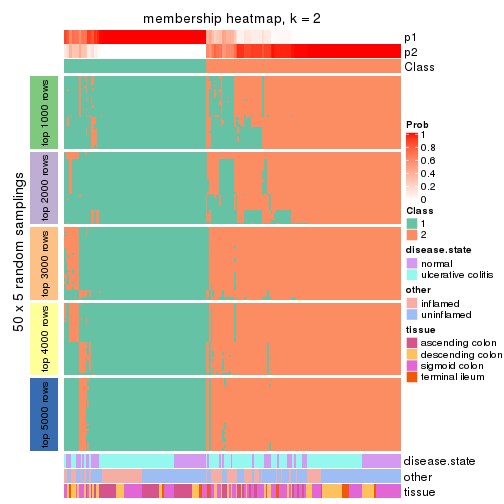 membership heatmap, k = 2
p1
p2
Class
50 x 5 random samplings
top 1000 rows
top 2000 rows
top 3000 rows
top 4000 rows
top 5000 rows
disease.state
other
tissue
Prob
1
0.8
0.6
0.4
0.2
0
Class
1
2
disease.state
normal
ulcerative colitis
other
inflamed
uninflamed
tissue
ascending colon
descending colon
sigmoid colon
terminal ileum